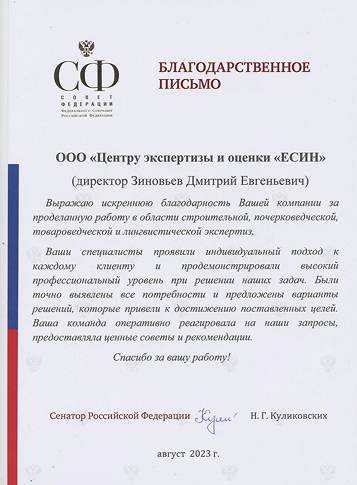 СФ
СОВЕТ
ФЕДЕРАЦИИ
Федерального Собрания
Российской Федерации
БЛАГОДАРСТВЕННОЕ
ПИСЬМО
ООО «Центру экспертизы и оценки «ЕСИН»
(директор Зиновьев Дмитрий Евгеньевич)
Выражаю искреннюю благодарность Вашей компании за
проделанную работу в области строительной, почерковедческой,
товароведческой и лингвистической экспертиз.
Ваши специалисты проявили индивидуальный подход к
каждому клиенту и продемонстрировали высокий
профессиональный уровень при решении наших задач. Были
точно выявлены все потребности и предложены варианты
решений, которые привели к достижению поставленных целей.
Ваша команда оперативно реагировала на наши запросы,
предоставляла ценные советы и рекомендации.
Спасибо за вашу работу!
Сенатор Российской Федерации Н. Г. Куликовских
август 2023 г.